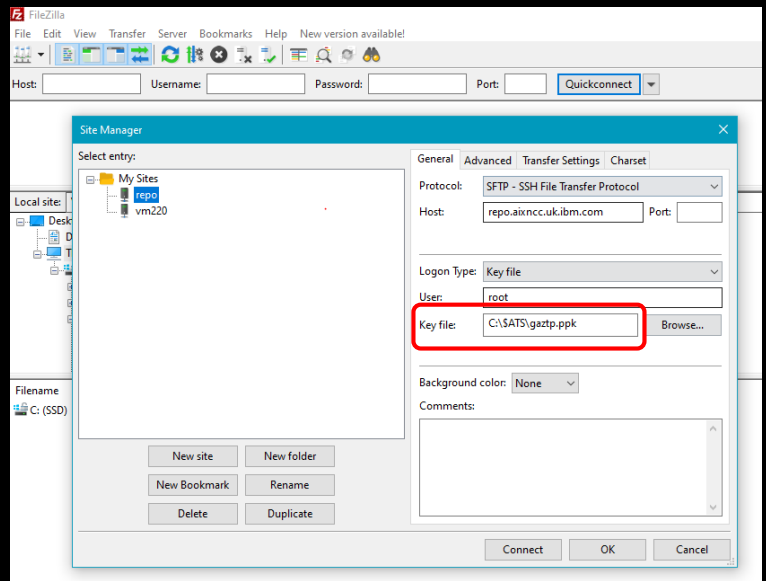 FileZilla
File Edit View Transfer Server Bookmarks Help New version available!
Host: Username: Password: Port: Quickconnect
Site Manager
Select entry:
My Sites
repo
vm220
New site New folder
New Bookmark Rename
Delete Duplicate
General Advanced Transfer Settings Charset
Protocol: SFTP - SSH File Transfer Protocol
Host: repo.aixncc.uk.ibm.com Port:
Logon Type: Key file
User: root
Key file: C:\$ATS\gaztp.ppk Browse...
Background color: None
Comments:
Connect OK Cancel
Local site:
Desk
D
T
Filename
C: (SSD)